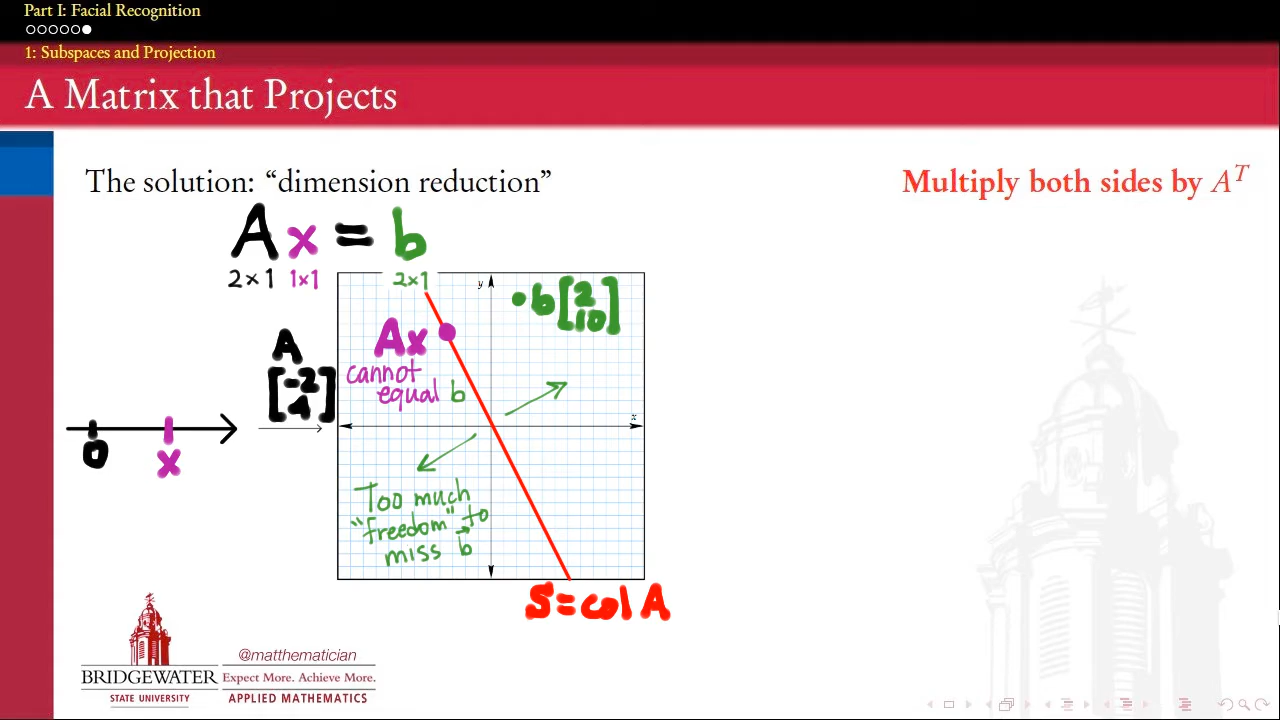 Part I: Facial Recognition
1: Subspaces and Projection
A Matrix that Projects
The solution: “dimension reduction”
Multiply both sides by Aᵀ
A x = b
2×1 1×1 2×1
y
•b [2 10]
A
[-2 4]
Ax
cannot
equal b
x
0
x
Too much
"freedom" to
miss b⃗
S=col A
@matthematician
BRIDGEWATER
STATE UNIVERSITY
Expect More. Achieve More.
APPLIED MATHEMATICS